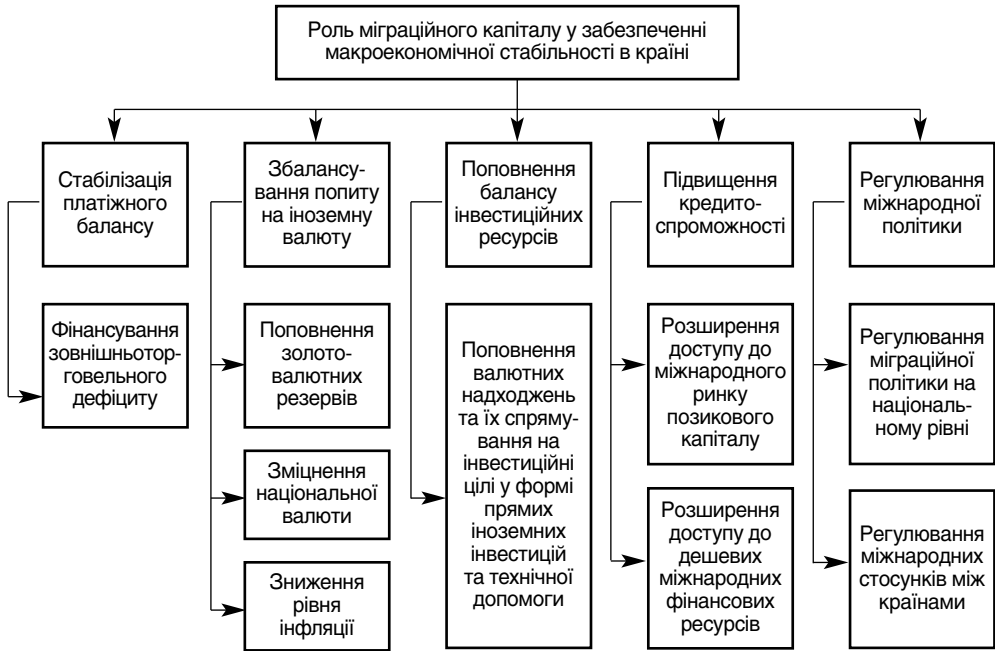 Роль міграційного капіталу у забезпеченні
макроекономічної стабільності в країні
Стабілізація
платіжного
балансу
Фінансування
зовнішньотор-
говельного
дефіциту
Збалансу-
вання попиту
на іноземну
валюту
Поповнення
золото-
валютних
резервів
Зміцнення
національної
валюти
Зниження
рівня
інфляції
Поповнення
балансу
інвестиційних
ресурсів
Поповнення
валютних
надходжень
та їх спряму-
вання на
інвестиційні
цілі у формі
прямих
іноземних
інвестицій
та технічної
допомоги
Підвищення
кредито-
спроможності
Розширення
доступу до
міжнародного
ринку
позикового
капіталу
Розширення
доступу до
дешевих
міжнародних
фінансових
ресурсів
Регулювання
міжнародної
політики
Регулювання
міграційної
політики на
національ-
ному рівні
Регулювання
міжнародних
стосунків між
країнами